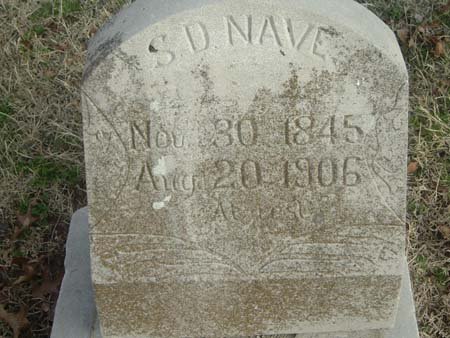 S.D. NAVE
Nov. 30 1845
Aug. 20 1906
At rest